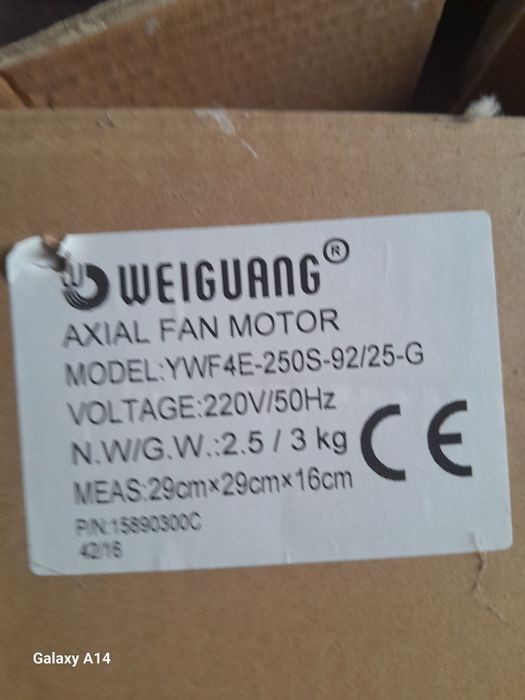 WEIGUANG®
AXIAL FAN MOTOR
MODEL:YWF4E-250S-92/25-G
VOLTAGE:220V/50Hz
N.W/G.W.:2.5 / 3 kg
CE
MEAS:29cm×29cm×16cm
P/N:15890300C
42/16
Galaxy A14